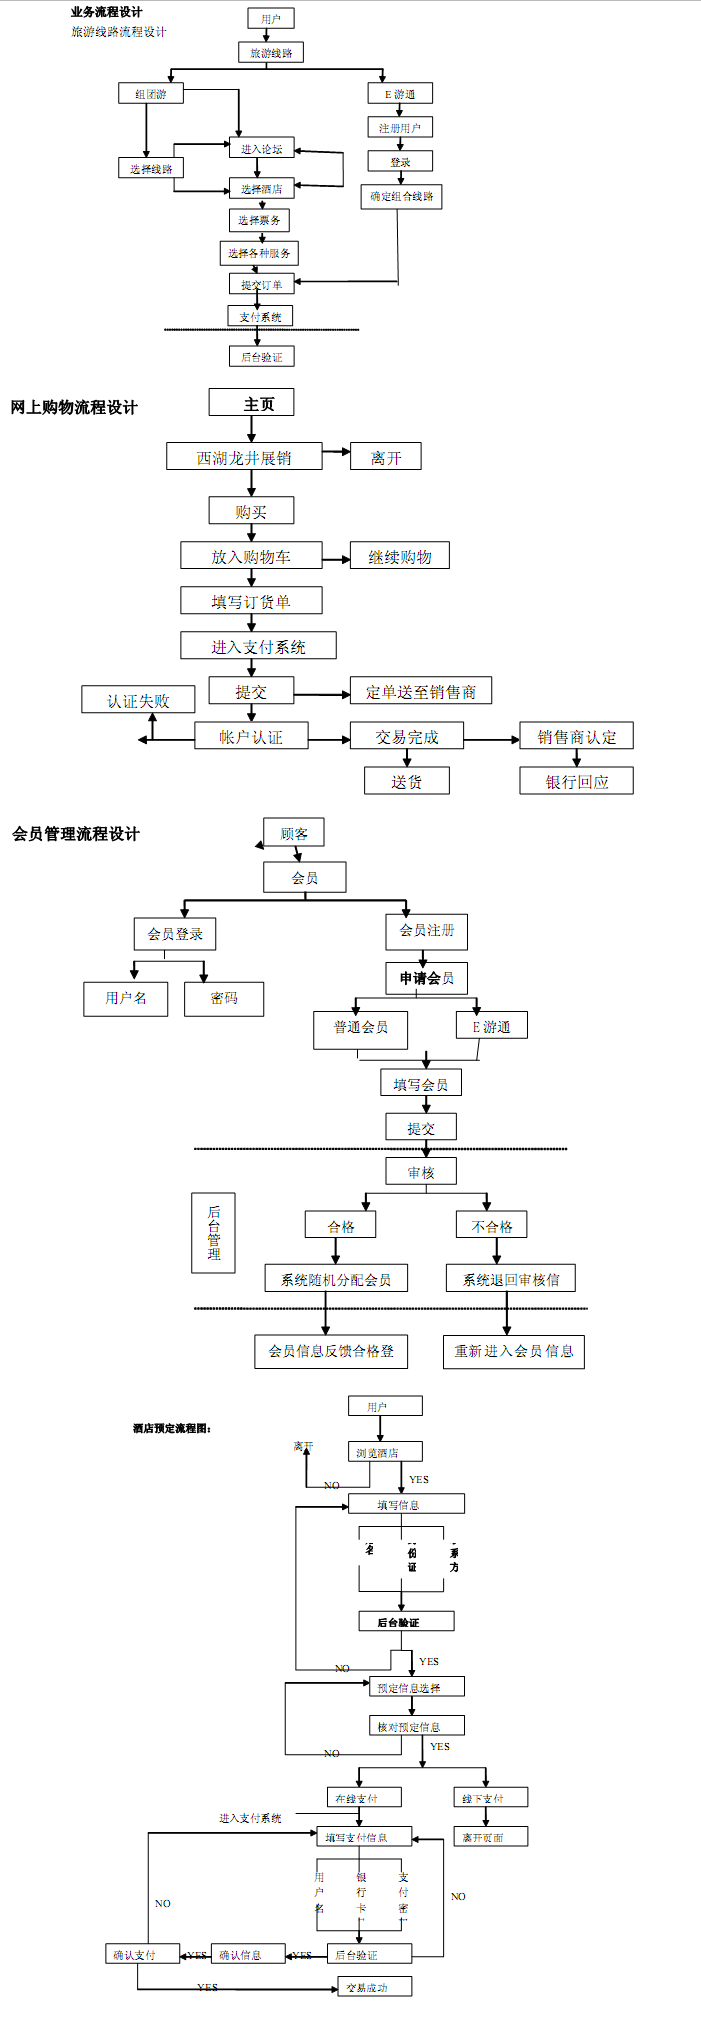 业务流程设计
旅游线路流程设计
用户
旅游线路
组团游
E 游通
注册用户
进入论坛
登录
选择线路
选择酒店
确定组合线路
选择票务
选择各种服务
提交订单
支付系统
后台验证
网上购物流程设计
主页
西湖龙井展销
离开
购买
放入购物车
继续购物
填写订货单
进入支付系统
提交
定单送至销售商
认证失败
帐户认证
交易完成
销售商认定
送货
银行回应
会员管理流程设计
顾客
会员
会员登录
会员注册
申请会员
用户名
密码
普通会员
E 游通
填写会员
提交
审核
后台管理
合格
不合格
系统随机分配会员
系统退回审核信
会员信息反馈合格登
重新进入会员信息
酒店预定流程图：
用户
离开
浏览酒店
NO
YES
填写信息
名
份证
系方
后台验证
NO
YES
预定信息选择
核对预定信息
NO
YES
在线支付
线下支付
进入支付系统
填写支付信息
离开页面
用户名
银行卡
支付密
NO
NO
确认支付
YES
确认信息
YES
后台验证
YES
交易成功